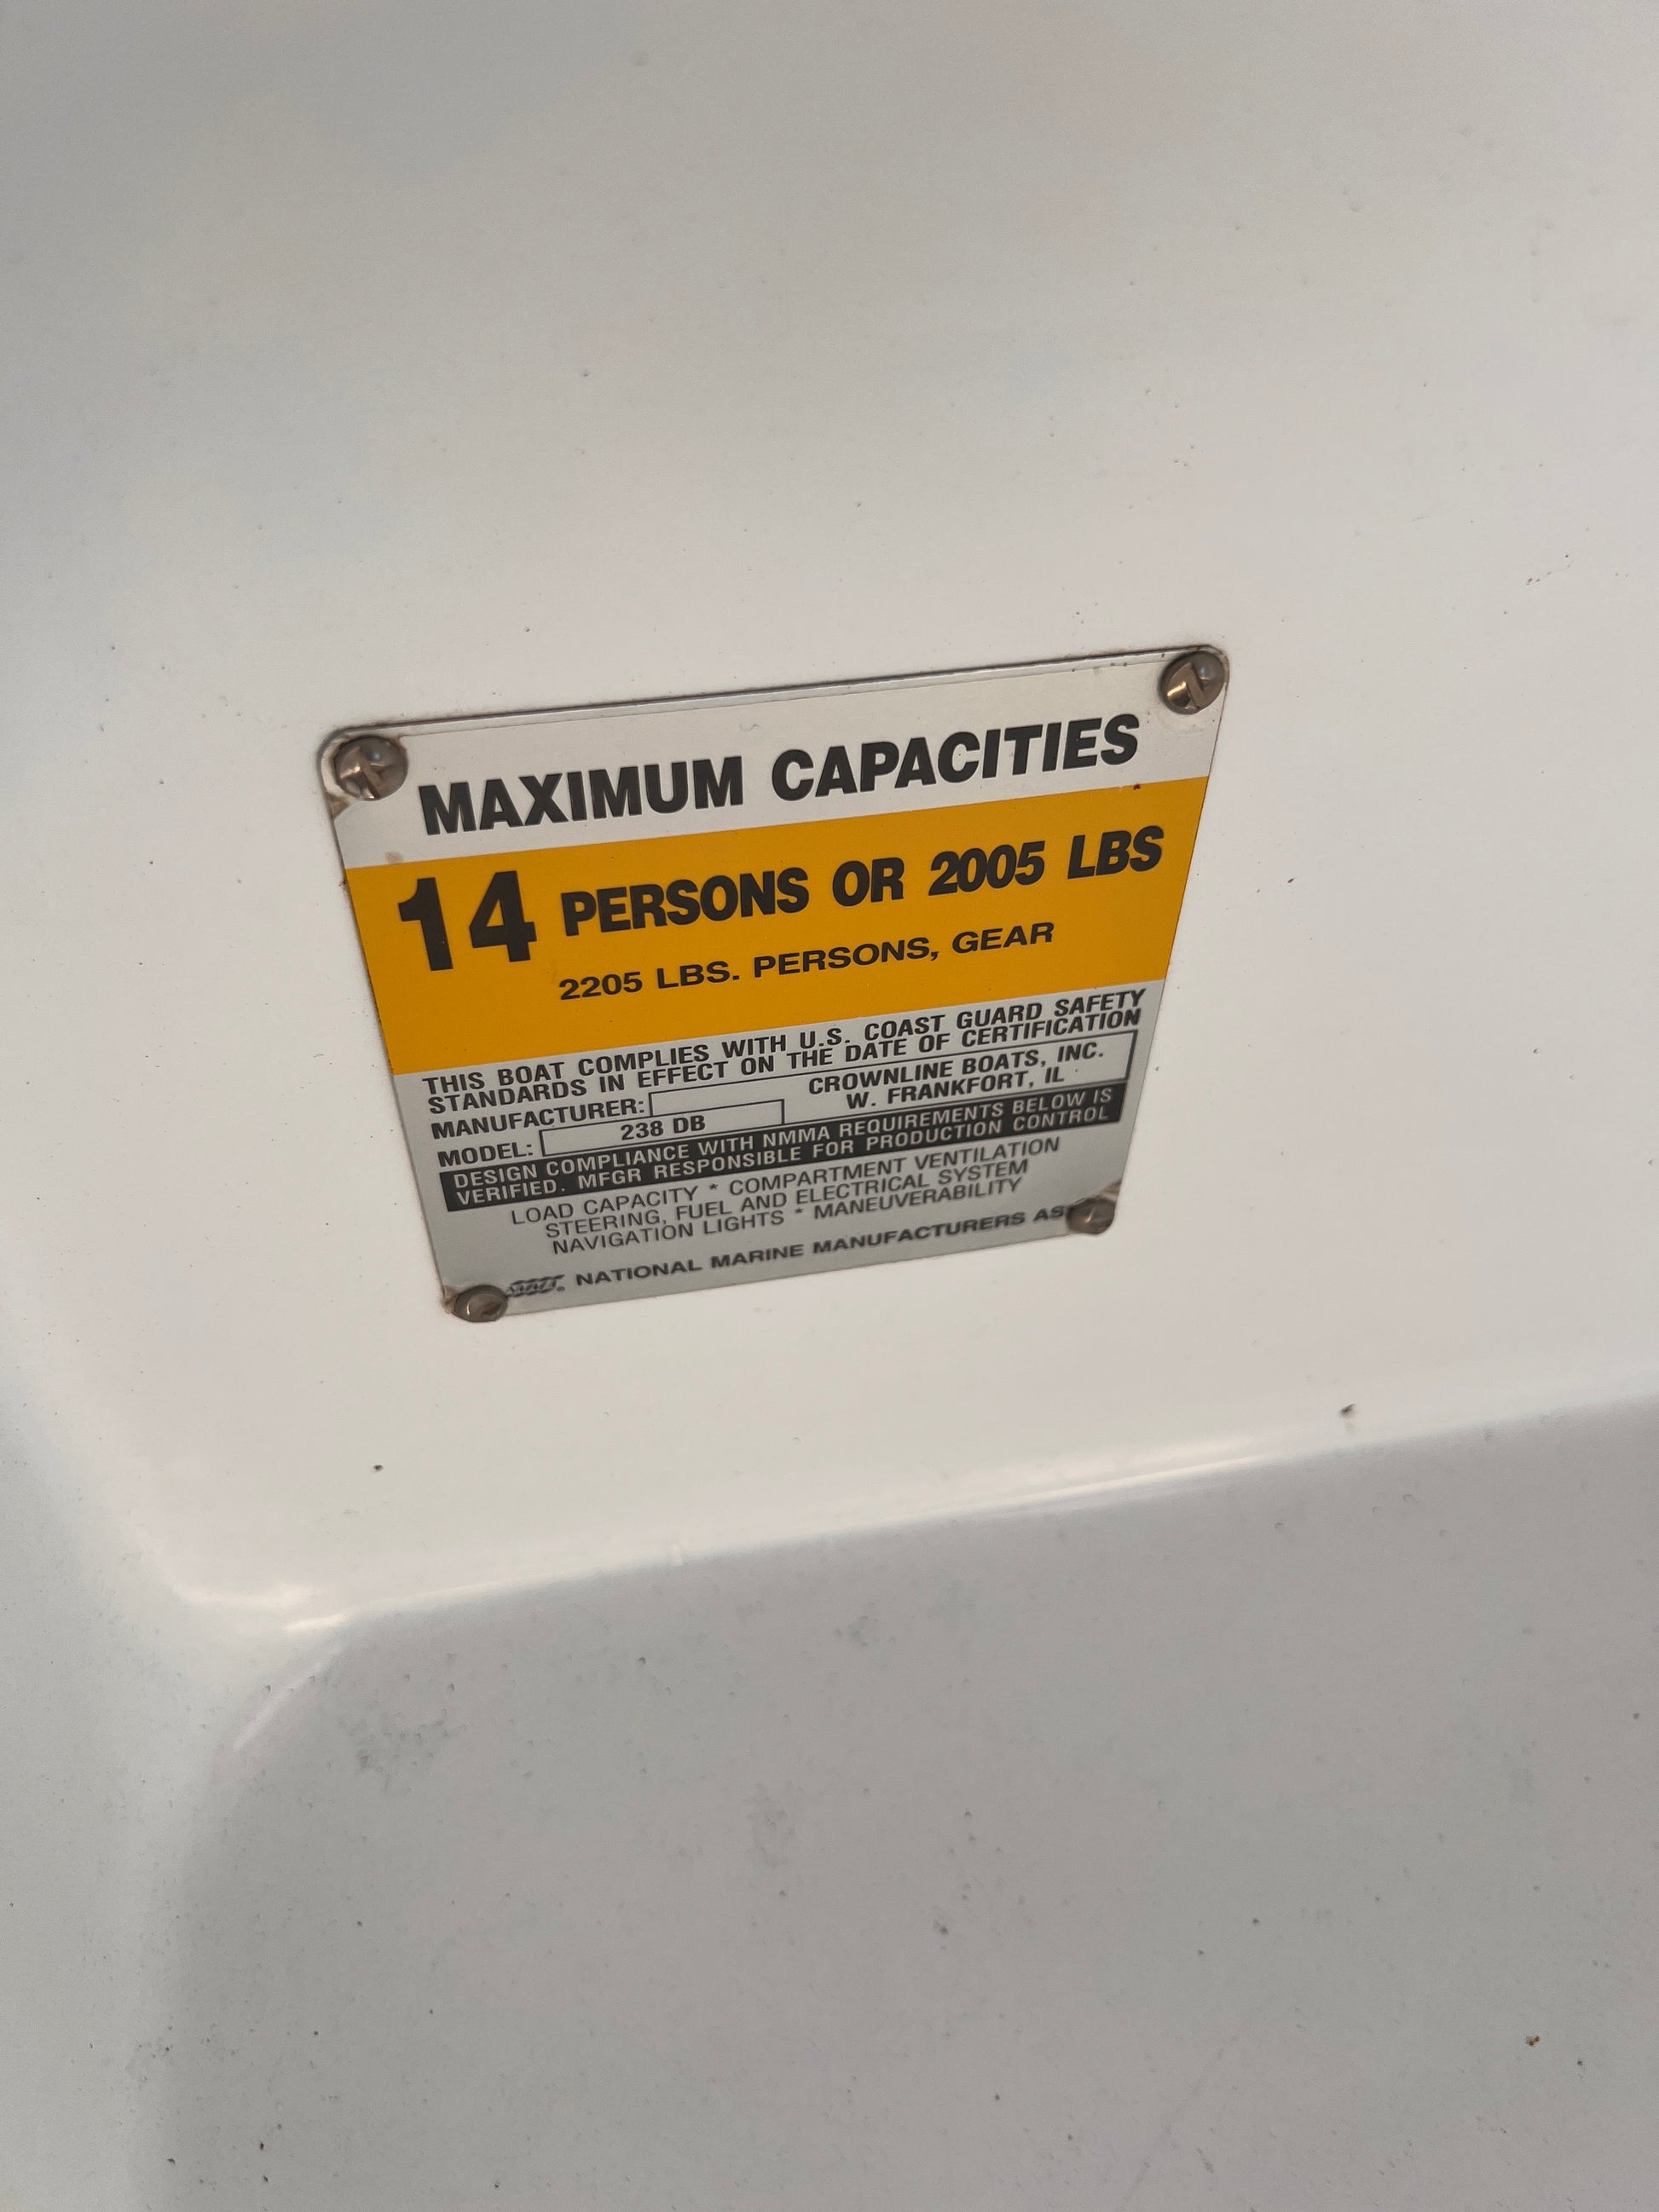 MAXIMUM CAPACITIES
14 PERSONS OR 2005 LBS
2205 LBS. PERSONS, GEAR
THIS BOAT COMPLIES WITH U.S. COAST GUARD SAFETY
STANDARDS IN EFFECT ON THE DATE OF CERTIFICATION
MANUFACTURER: CROWNLINE BOATS, INC.
W. FRANKFORT, IL
MODEL: 238 DB
DESIGN COMPLIANCE WITH NMMA REQUIREMENTS BELOW IS
VERIFIED. MFGR RESPONSIBLE FOR PRODUCTION CONTROL
LOAD CAPACITY * COMPARTMENT VENTILATION
STEERING, FUEL AND ELECTRICAL SYSTEM
NAVIGATION LIGHTS * MANEUVERABILITY
NATIONAL MARINE MANUFACTURERS